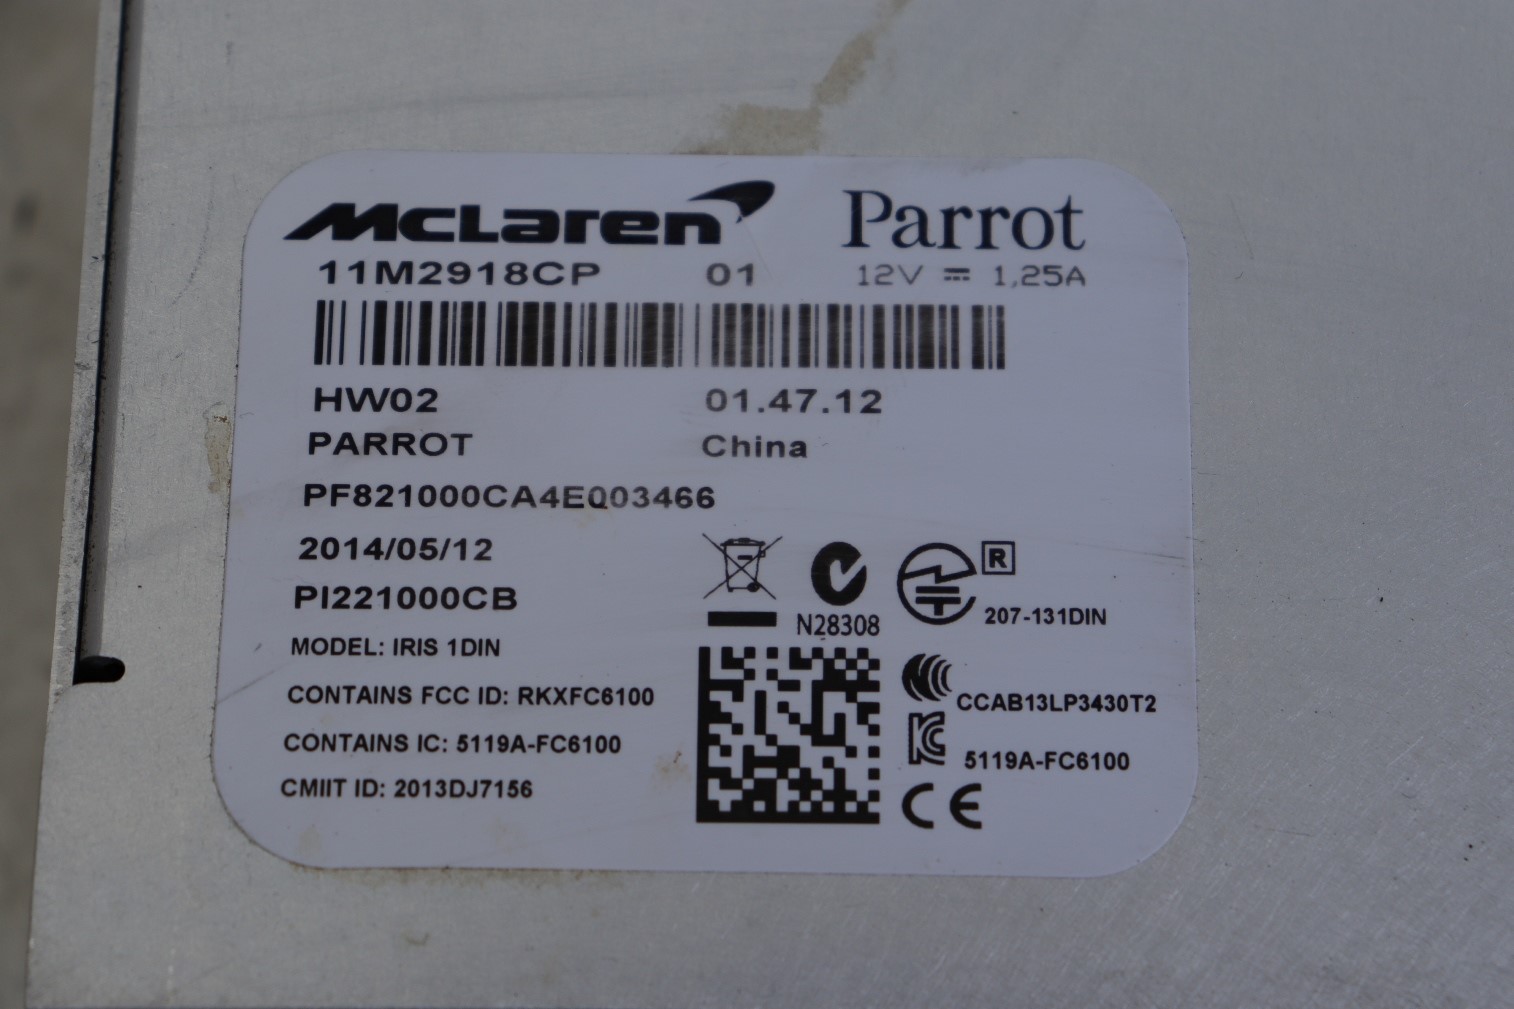 McLaren Parrot
11M2918CP 01 12V ⎓ 1,25A
HW02 01.47.12
PARROT China
PF821000CA4E003466
2014/05/12
PI221000CB
MODEL: IRIS 1DIN
CONTAINS FCC ID: RKXFC6100
CONTAINS IC: 5119A-FC6100
CMIIT ID: 2013DJ7156
N28308
R
207-131DIN
CCAB13LP3430T2
5119A-FC6100
CE